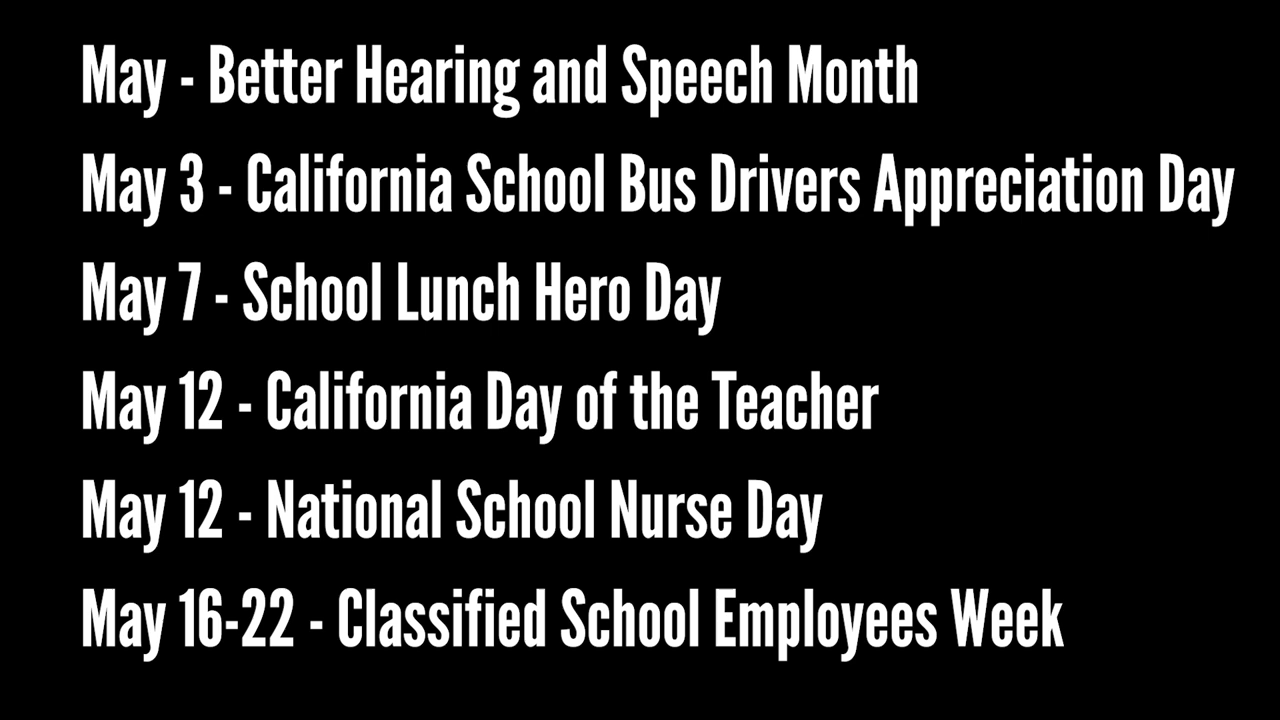 May - Better Hearing and Speech Month
May 3 - California School Bus Drivers Appreciation Day
May 7 - School Lunch Hero Day
May 12 - California Day of the Teacher
May 12 - National School Nurse Day
May 16-22 - Classified School Employees Week